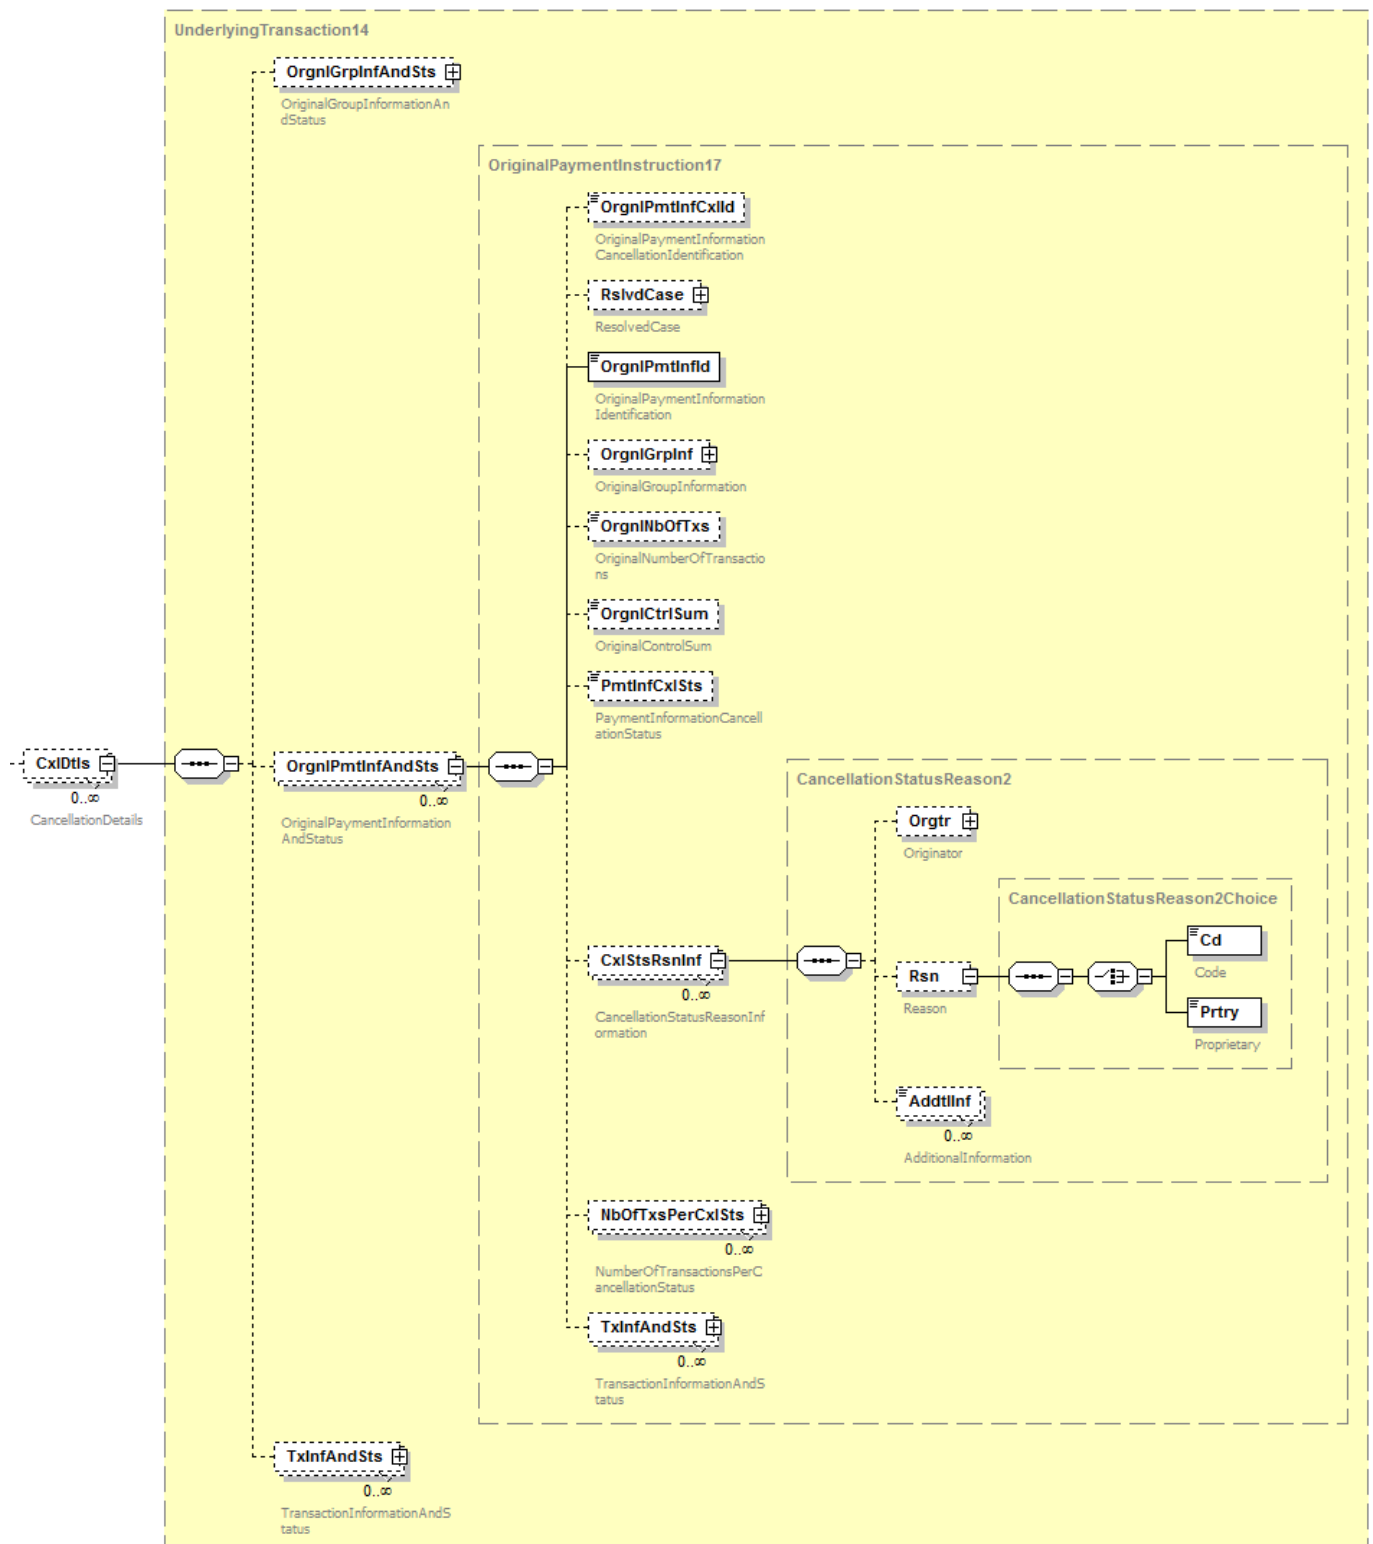 UnderlyingTransaction14
OrgnlGrpInfAndSts
OriginalGroupInformationAn
dStatus
OriginalPaymentInstruction17
OrgnlPmtInfCxlId
OriginalPaymentInformation
CancellationIdentification
RslvdCase
ResolvedCase
OrgnlPmtInfId
OriginalPaymentInformation
Identification
OrgnlGrpInf
OriginalGroupInformation
OrgnlNbOfTxs
OriginalNumberOfTransactio
ns
OrgnlCtrlSum
OriginalControlSum
PmtInfCxlSts
PaymentInformationCancell
ationStatus
CxlDtls
0..∞
CancellationDetails
OrgnlPmtInfAndSts
0..∞
OriginalPaymentInformation
AndStatus
CancellationStatusReason2
Orgtr
Originator
CancellationStatusReason2Choice
Cd
Code
CxlStsRsnInf
0..∞
CancellationStatusReasonInf
ormation
Rsn
Reason
Prtry
Proprietary
AddtlInf
0..∞
AdditionalInformation
NbOfTxsPerCxlSts
0..∞
NumberOfTransactionsPerC
ancellationStatus
TxInfAndSts
0..∞
TransactionInformationAndS
tatus
TxInfAndSts
0..∞
TransactionInformationAndS
tatus